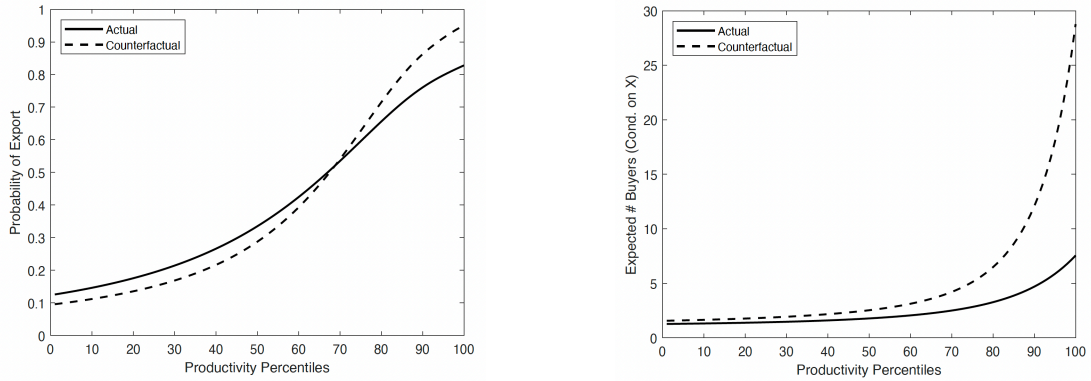 1
0.9
0.8
0.7
0.6
0.5
0.4
0.3
0.2
0.1
0
Probability of Export
Actual
Counterfactual
0 10 20 30 40 50 60 70 80 90 100
Productivity Percentiles
30
25
20
15
10
5
0
Expected # Buyers (Cond. on X)
Actual
Counterfactual
0 10 20 30 40 50 60 70 80 90 100
Productivity Percentiles